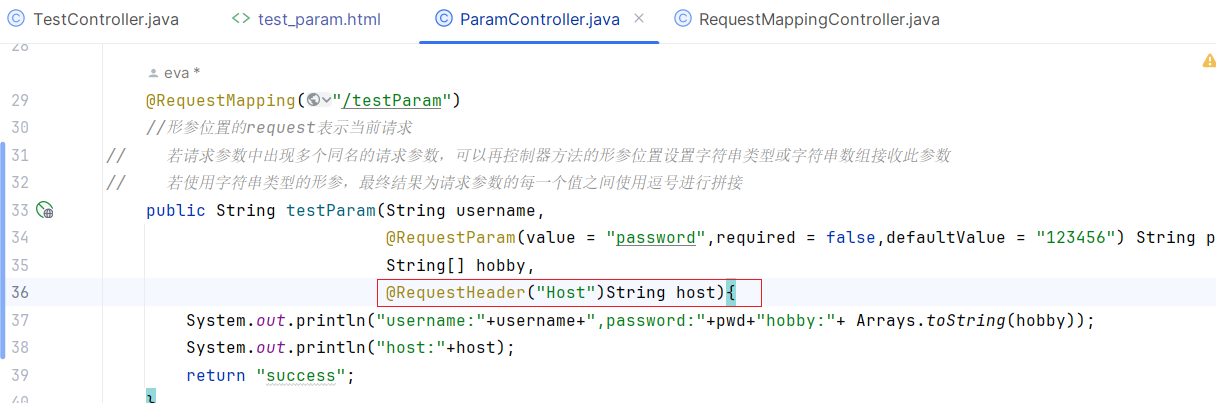 TestController.java test_param.html ParamController.java RequestMappingController.java
28
eva *
29 @RequestMapping("/testParam")
30 //形参位置的request表示当前请求
31 // 若请求参数中出现多个同名的请求参数，可以再控制器方法的形参位置设置字符串类型或字符串数组接收此参数
32 // 若使用字符串类型的形参，最终结果为请求参数的每一个值之间使用逗号进行拼接
33 public String testParam(String username,
34 @RequestParam(value = "password",required = false,defaultValue = "123456") String p
35 String[] hobby,
36 @RequestHeader("Host")String host){
37 System.out.println("username:"+username+",password:"+pwd+"hobby:"+ Arrays.toString(hobby));
38 System.out.println("host:"+host);
39 return "success";
40 }